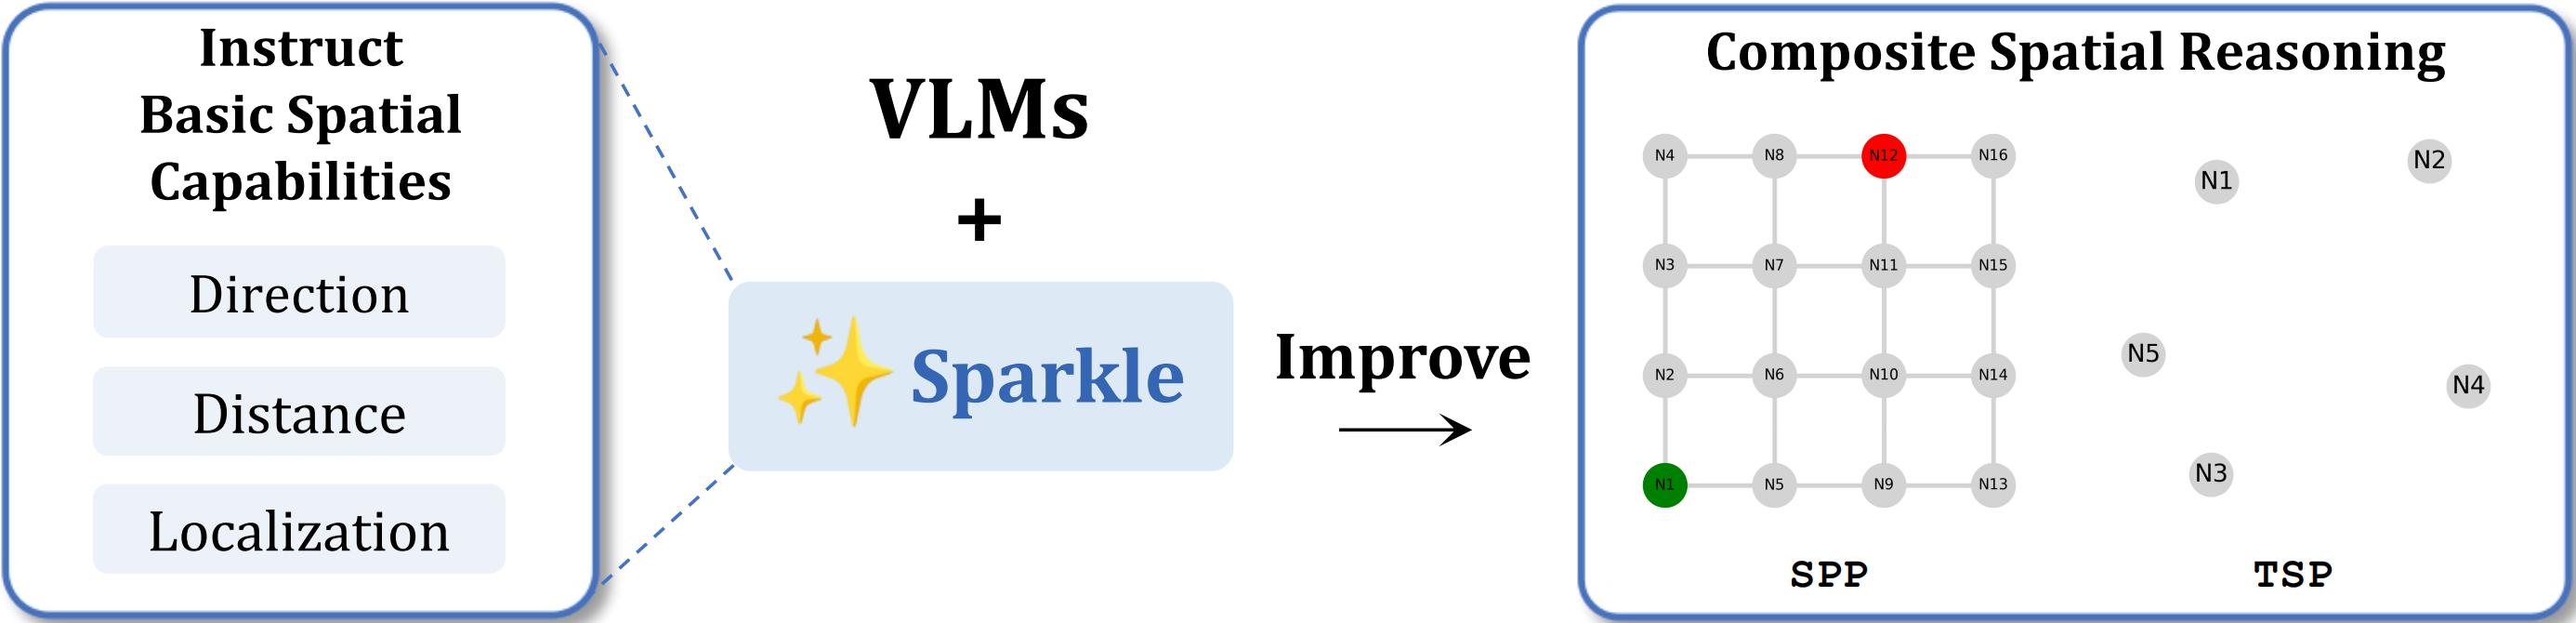 Instruct
Basic Spatial
Capabilities
Direction
Distance
Localization
VLMs
+
Sparkle
Improve
Composite Spatial Reasoning
N4 N8 N12 N16
N3 N7 N11 N15
N2 N6 N10 N14
N1 N5 N9 N13
SPP
N1 N2
N5 N4
N3
TSP